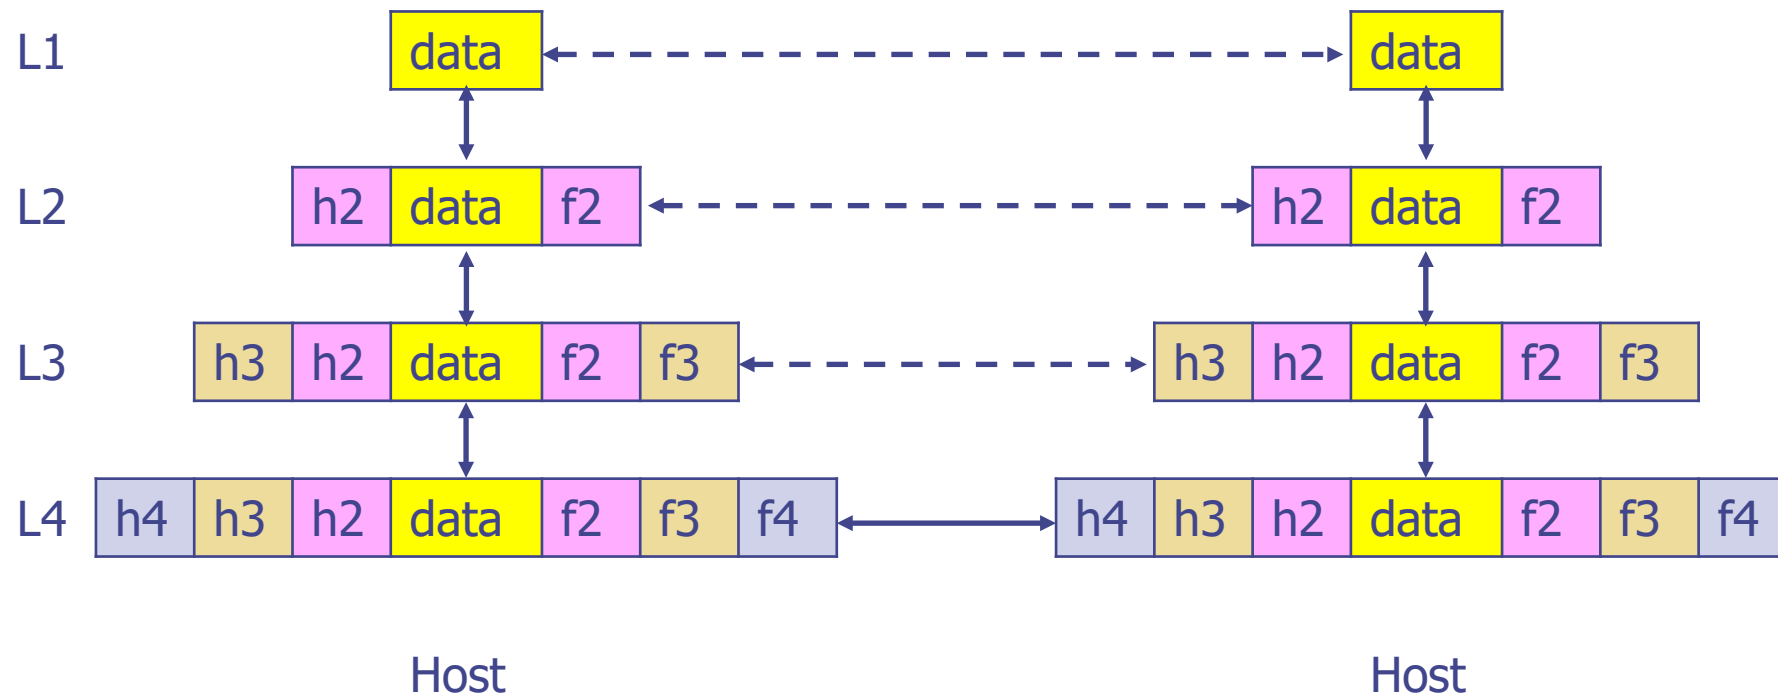 L1 data data
L2 h2 data f2 h2 data f2
L3 h3 h2 data f2 f3 h3 h2 data f2 f3
L4 h4 h3 h2 data f2 f3 f4 h4 h3 h2 data f2 f3 f4
Host Host